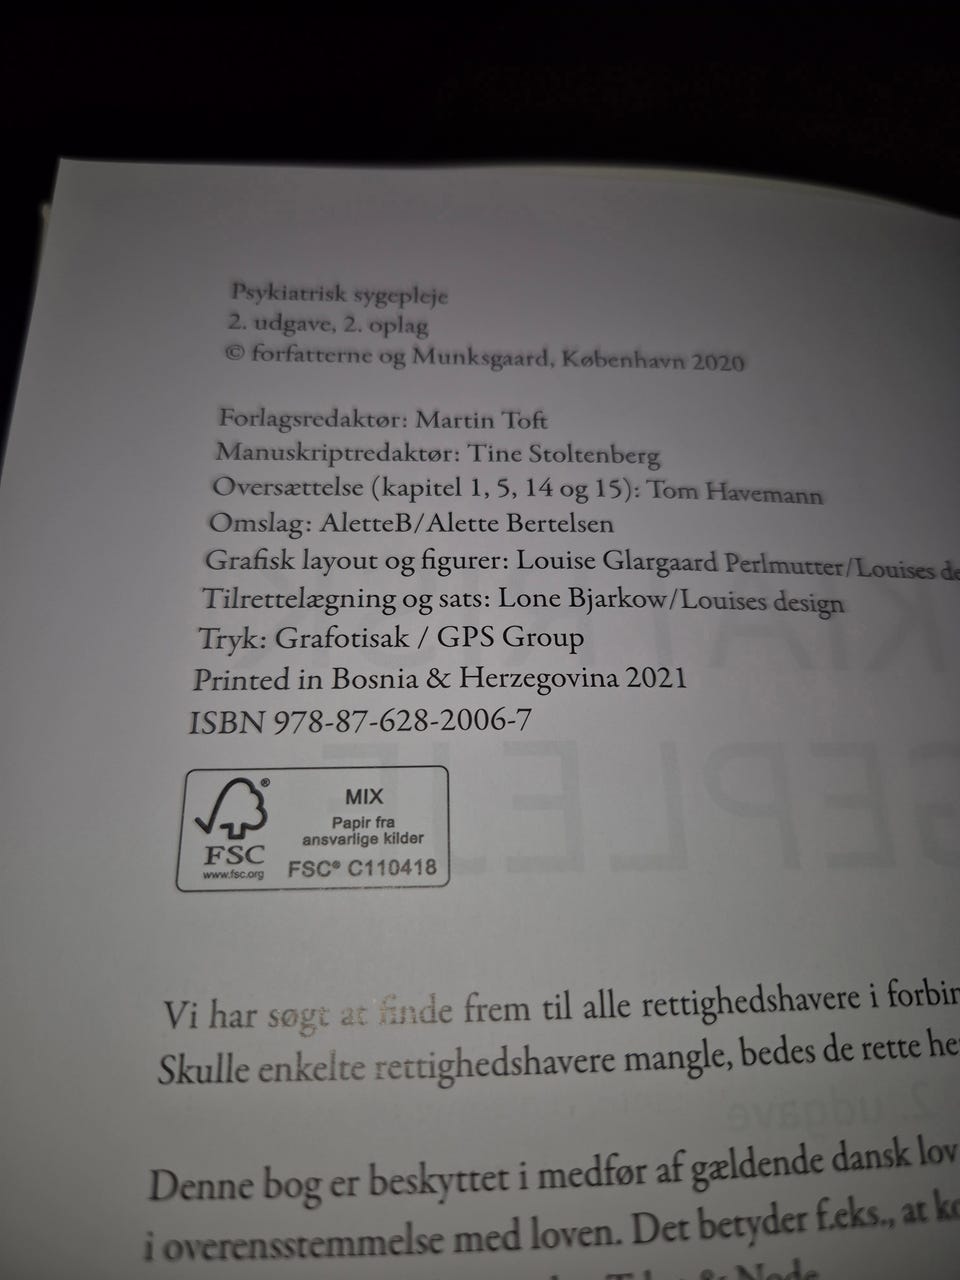 Psykiatrisk sygepleje
2. udgave, 2. oplag
© forfatterne og Munksgaard, København 2020
Forlagsredaktør: Martin Toft
Manuskriptredaktør: Tine Stoltenberg
Oversættelse (kapitel 1, 5, 14 og 15): Tom Havemann
Omslag: AletteB/Alette Bertelsen
Grafisk layout og figurer: Louise Glargaard Perlmutter/Louises de
Tilrettelægning og sats: Lone Bjarkow/Louises design
Tryk: Grafotisak / GPS Group
Printed in Bosnia & Herzegovina 2021
ISBN 978-87-628-2006-7
FSC®
www.fsc.org
MIX
Papir fra
ansvarlige kilder
FSC® C110418
Vi har søgt at finde frem til alle rettighedshavere i forbin
Skulle enkelte rettighedshavere mangle, bedes de rette he
Denne bog er beskyttet i medfør af gældende dansk lov
i overensstemmelse med loven. Det betyder f.eks., at ko
& Node